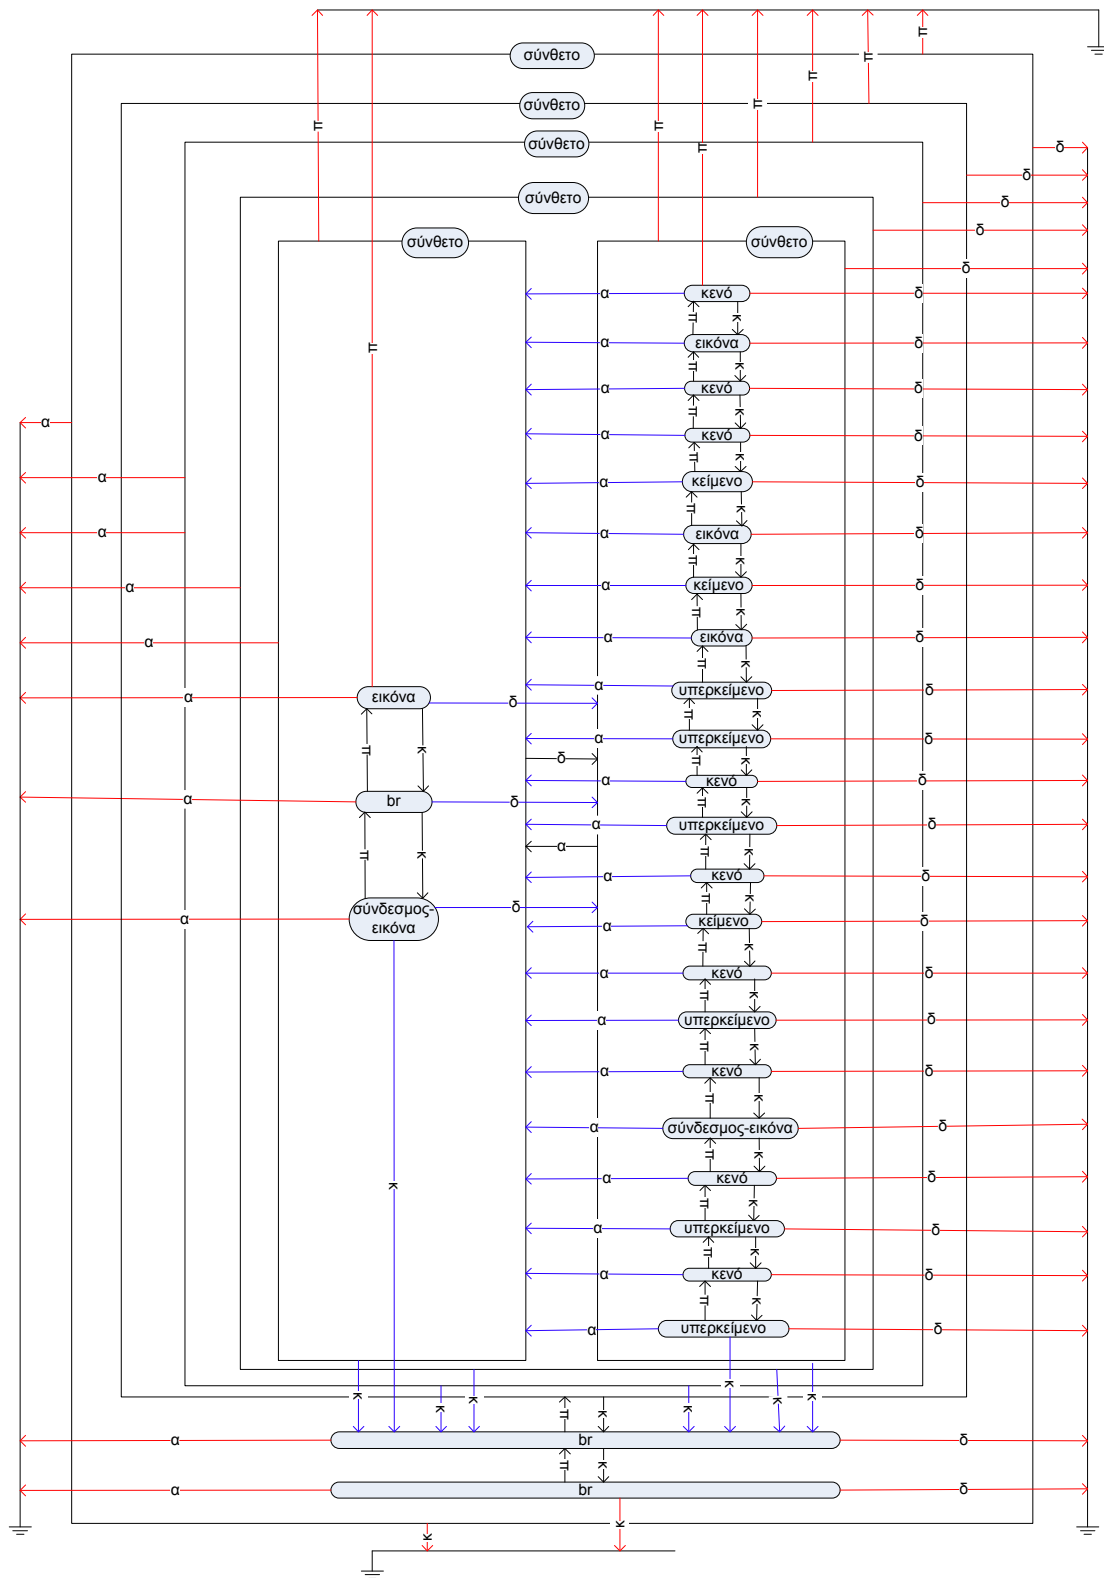 π
σύνθετο
π
σύνθετο
π
π
π
π
σύνθετο
π
δ
δ
σύνθετο
δ
δ
σύνθετο
σύνθετο
δ
α
κενό
δ
π
κ
α
εικόνα
δ
π
π
κ
α
κενό
δ
π
κ
α
α
κενό
δ
π
κ
α
α
κείμενο
δ
π
κ
α
α
εικόνα
δ
π
κ
α
α
κείμενο
δ
π
κ
α
α
εικόνα
δ
π
κ
α
εικόνα
δ
α
υπερκείμενο
δ
π
κ
π
κ
α
υπερκείμενο
δ
δ
π
κ
α
κενό
δ
α
br
δ
π
κ
α
υπερκείμενο
δ
α
π
κ
π
κ
α
κενό
δ
π
κ
α
σύνδεσμος-
εικόνα
δ
α
κείμενο
δ
π
κ
α
κενό
δ
π
κ
α
υπερκείμενο
δ
π
κ
α
κενό
δ
π
κ
α
σύνδεσμος-εικόνα
δ
π
κ
α
κενό
δ
κ
π
κ
α
υπερκείμενο
δ
π
κ
α
κενό
δ
π
κ
α
υπερκείμενο
δ
κ
κ
κ
κ
κ
κ
κ
π
κ
α
br
δ
π
κ
α
br
δ
κ
κ